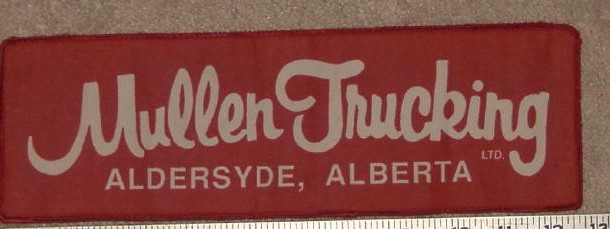 Mullen Trucking
LTD.
ALDERSYDE, ALBERTA